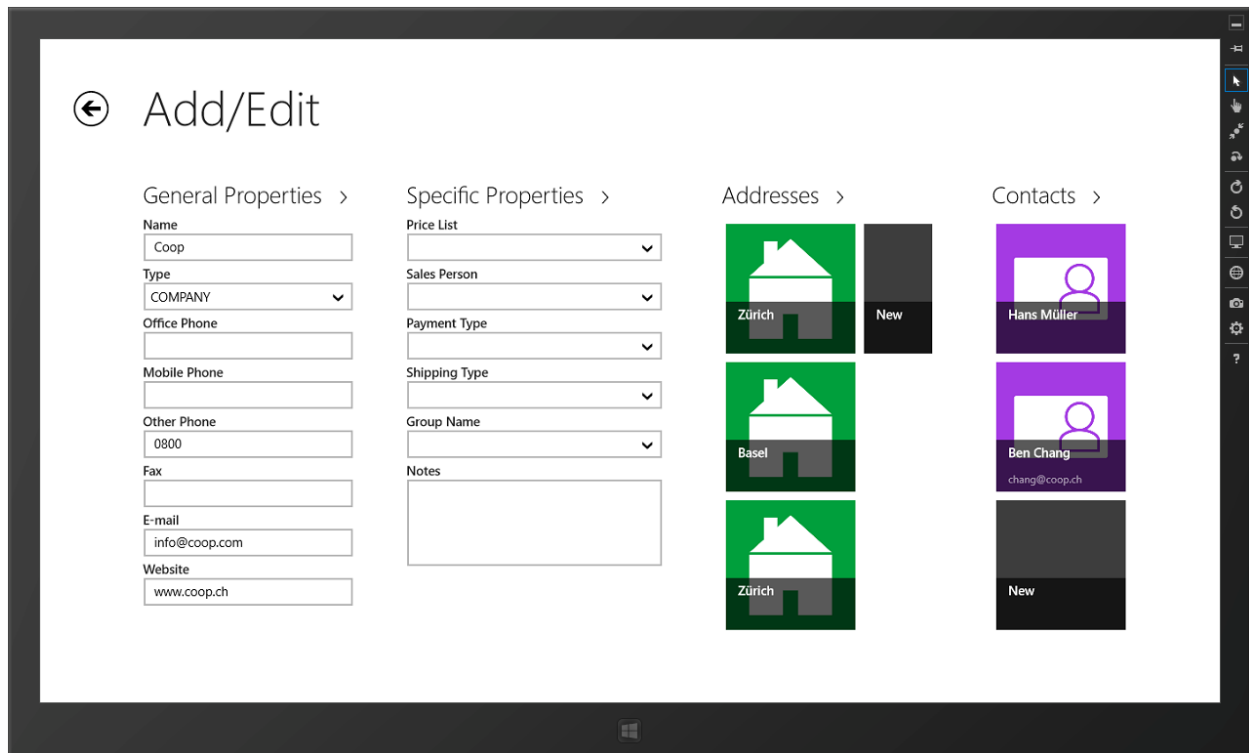 Add/Edit
General Properties >
Name
Coop
Type
COMPANY
Office Phone
Mobile Phone
Other Phone
0800
Fax
E-mail
info@coop.com
Website
www.coop.ch
Specific Properties >
Price List
Sales Person
Payment Type
Shipping Type
Group Name
Notes
Addresses >
Zürich
New
Basel
Zürich
Contacts >
Hans Müller
Ben Chang
chang@coop.ch
New
?